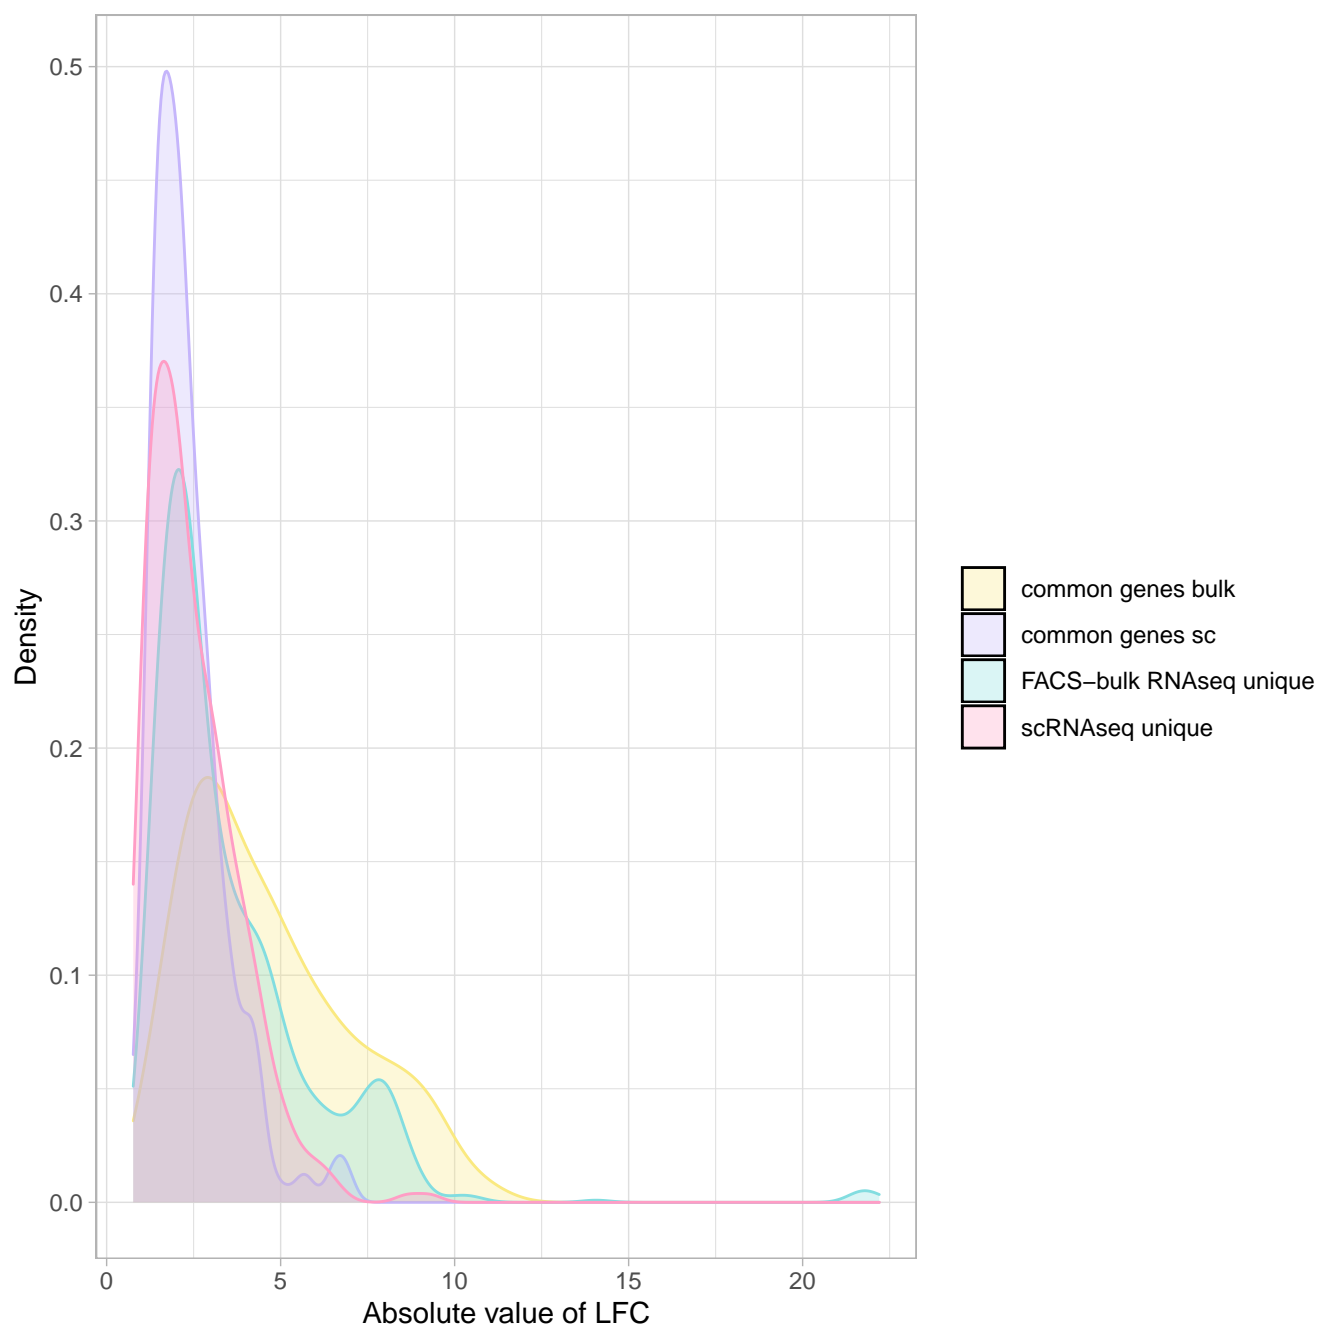 0.5
0.4
0.3
0.2
0.1
0.0
Density
0
5
10
15
20
Absolute value of LFC
common genes bulk
common genes sc
FACS−bulk RNAseq unique
scRNAseq unique